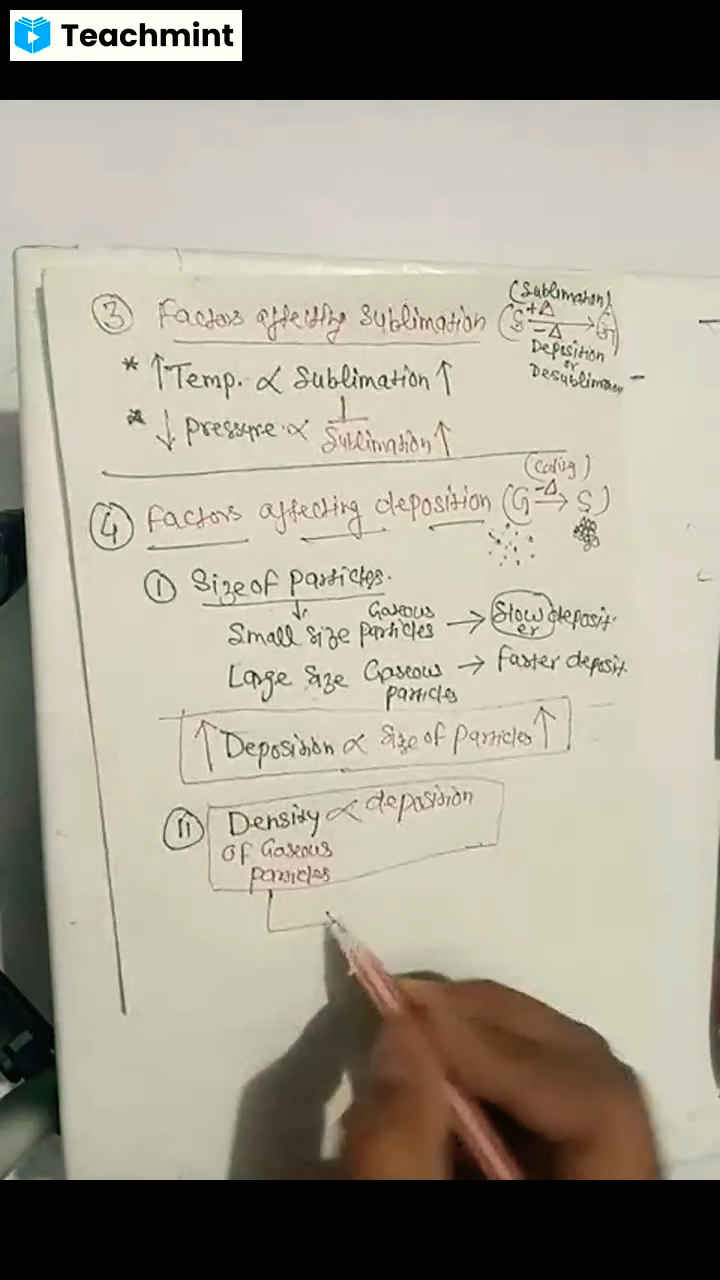 Teachmint
③ Factors affecting Sublimation (S +Δ -Δ → G)
(Sublimation)
Deposition
or
Desublimation
* ↑Temp. ∝ Sublimation ↑
* ↓ Pressure ∝ Sublimation ↑
④ Factors affecting deposition (G -Δ → S)
① Size of Particles.
Small Size Gaseous Particles → Slower deposit.
Large Size Gaseous particles → Faster deposit.
↑ Deposition ∝ Size of Particles ↑
⑪ Density ∝ deposition
of Gaseous
particles